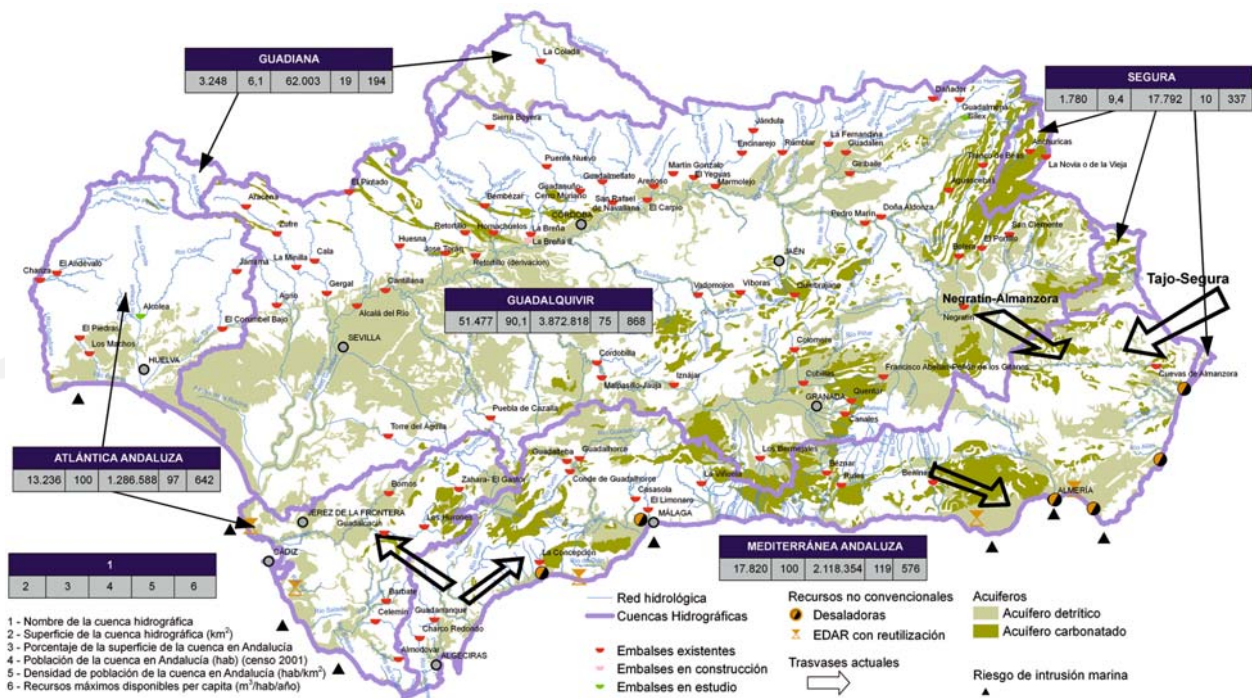 GUADIANA
3.248 6,1 62.003 19 194
SEGURA
1.780 9,4 17.792 10 337
La Colada
Sierra Boyera
Dañador
Guadalmena
Jándula
Encinarejo
Rumblar
La Fernandina
Guadalén
Giribaile
Anchuricas
La Novia o de la Vieja
Tranco de Beas
Aguascebas
Puente Nuevo
Guadalmellato
Martín Gonzalo
El Yeguas
Arenoso
Marmolejo
Guadanuño
Cerro Muriano
San Rafael
de Navallana
El Carpio
CÓRDOBA
El Pintado
Bembézar
Retortillo
Hornachuelos
La Breña
La Breña II
Aracena
Zufre
Huesna
José Torán
Retortillo (derivación)
Pedro Marín
Doña Aldonza
San Clemente
Bolera
El Portillo
JAÉN
Chanza
El Andévalo
Jarrama
La Minilla
Cala
Gergal
Cantillana
Agrio
Alcolea
El Corumbel Bajo
Alcalá del Río
El Piedras
Los Machos
HUELVA
SEVILLA
Vadomojon
Víboras
Quiebrajano
Negratín-Almanzora
Negratín
Tajo-Segura
GUADALQUIVIR
51.477 90,1 3.872.818 75 868
Cordobilla
Malpasillo-Jauja
Iznájar
Colomera
Cubillas
Francisco Abellán
Peñón de los Gitanos
Quentar
GRANADA
Canales
Cuevas de Almanzora
Puebla de Cazalla
Torre del Águila
ATLÁNTICA ANDALUZA
13.236 100 1.286.588 97 642
Guadalteba
Guadalhorce
Conde de Guadalhorce
Casasola
El Limonero
La Viñuela
Los Bermejales
Béznar
Rules
Benínar
ALMERÍA
MÁLAGA
Bornos
Zahara- El Gastor
JEREZ DE LA FRONTERA
Guadalcacín
Los Hurones
CÁDIZ
La Concepción
Barbate
Celemín
Guadarranque
Charco Redondo
Almodóvar
ALGECIRAS
MEDITERRÁNEA ANDALUZA
17.820 100 2.118.354 119 576
1
2 3 4 5 6
1 - Nombre de la cuenca hidrográfica
2 - Superficie de la cuenca hidrográfica (km²)
3 - Porcentaje de la superficie de la cuenca en Andalucía
4 - Población de la cuenca en Andalucía (hab) (censo 2001)
5 - Densidad de población de la cuenca en Andalucía (hab/km²)
6 - Recursos máximos disponibles per capita (m³/hab/año)
Red hidrológica
Cuencas Hidrográficas
Embalses existentes
Embalses en construcción
Embalses en estudio
Recursos no convencionales
Desaladoras
EDAR con reutilización
Trasvases actuales
Acuíferos
Acuífero detrítico
Acuífero carbonatado
Riesgo de intrusión marina